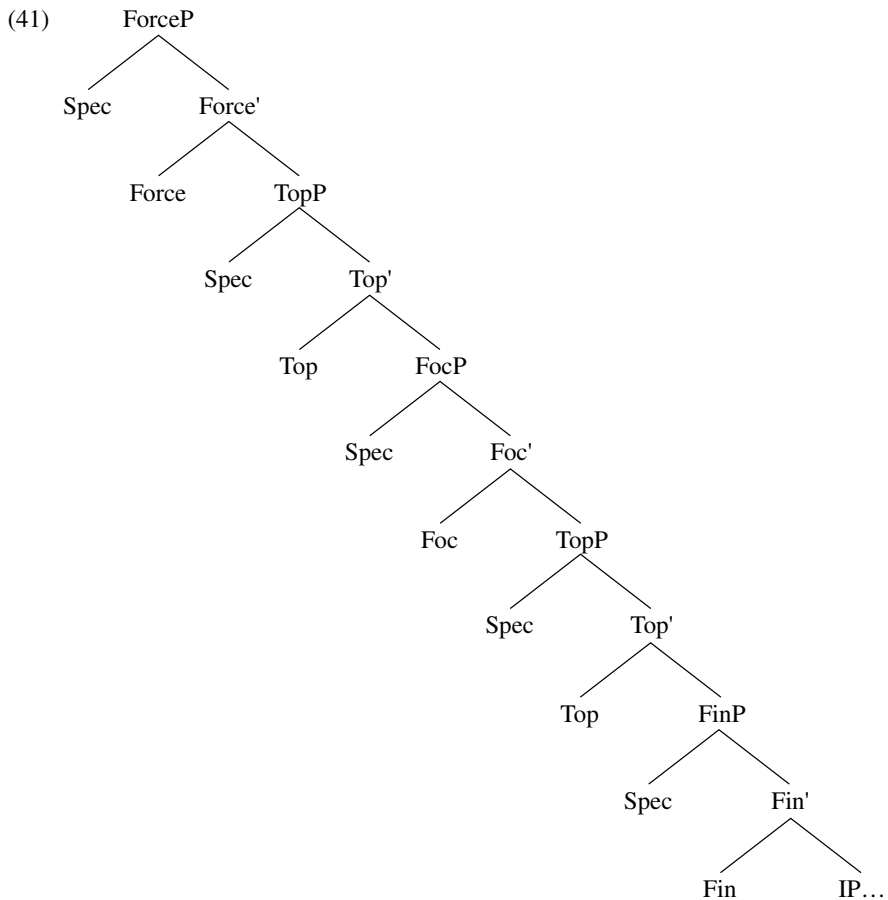 (41) ForceP
Spec Force'
Force TopP
Spec Top'
Top FocP
Spec Foc'
Foc TopP
Spec Top'
Top FinP
Spec Fin'
Fin IP…